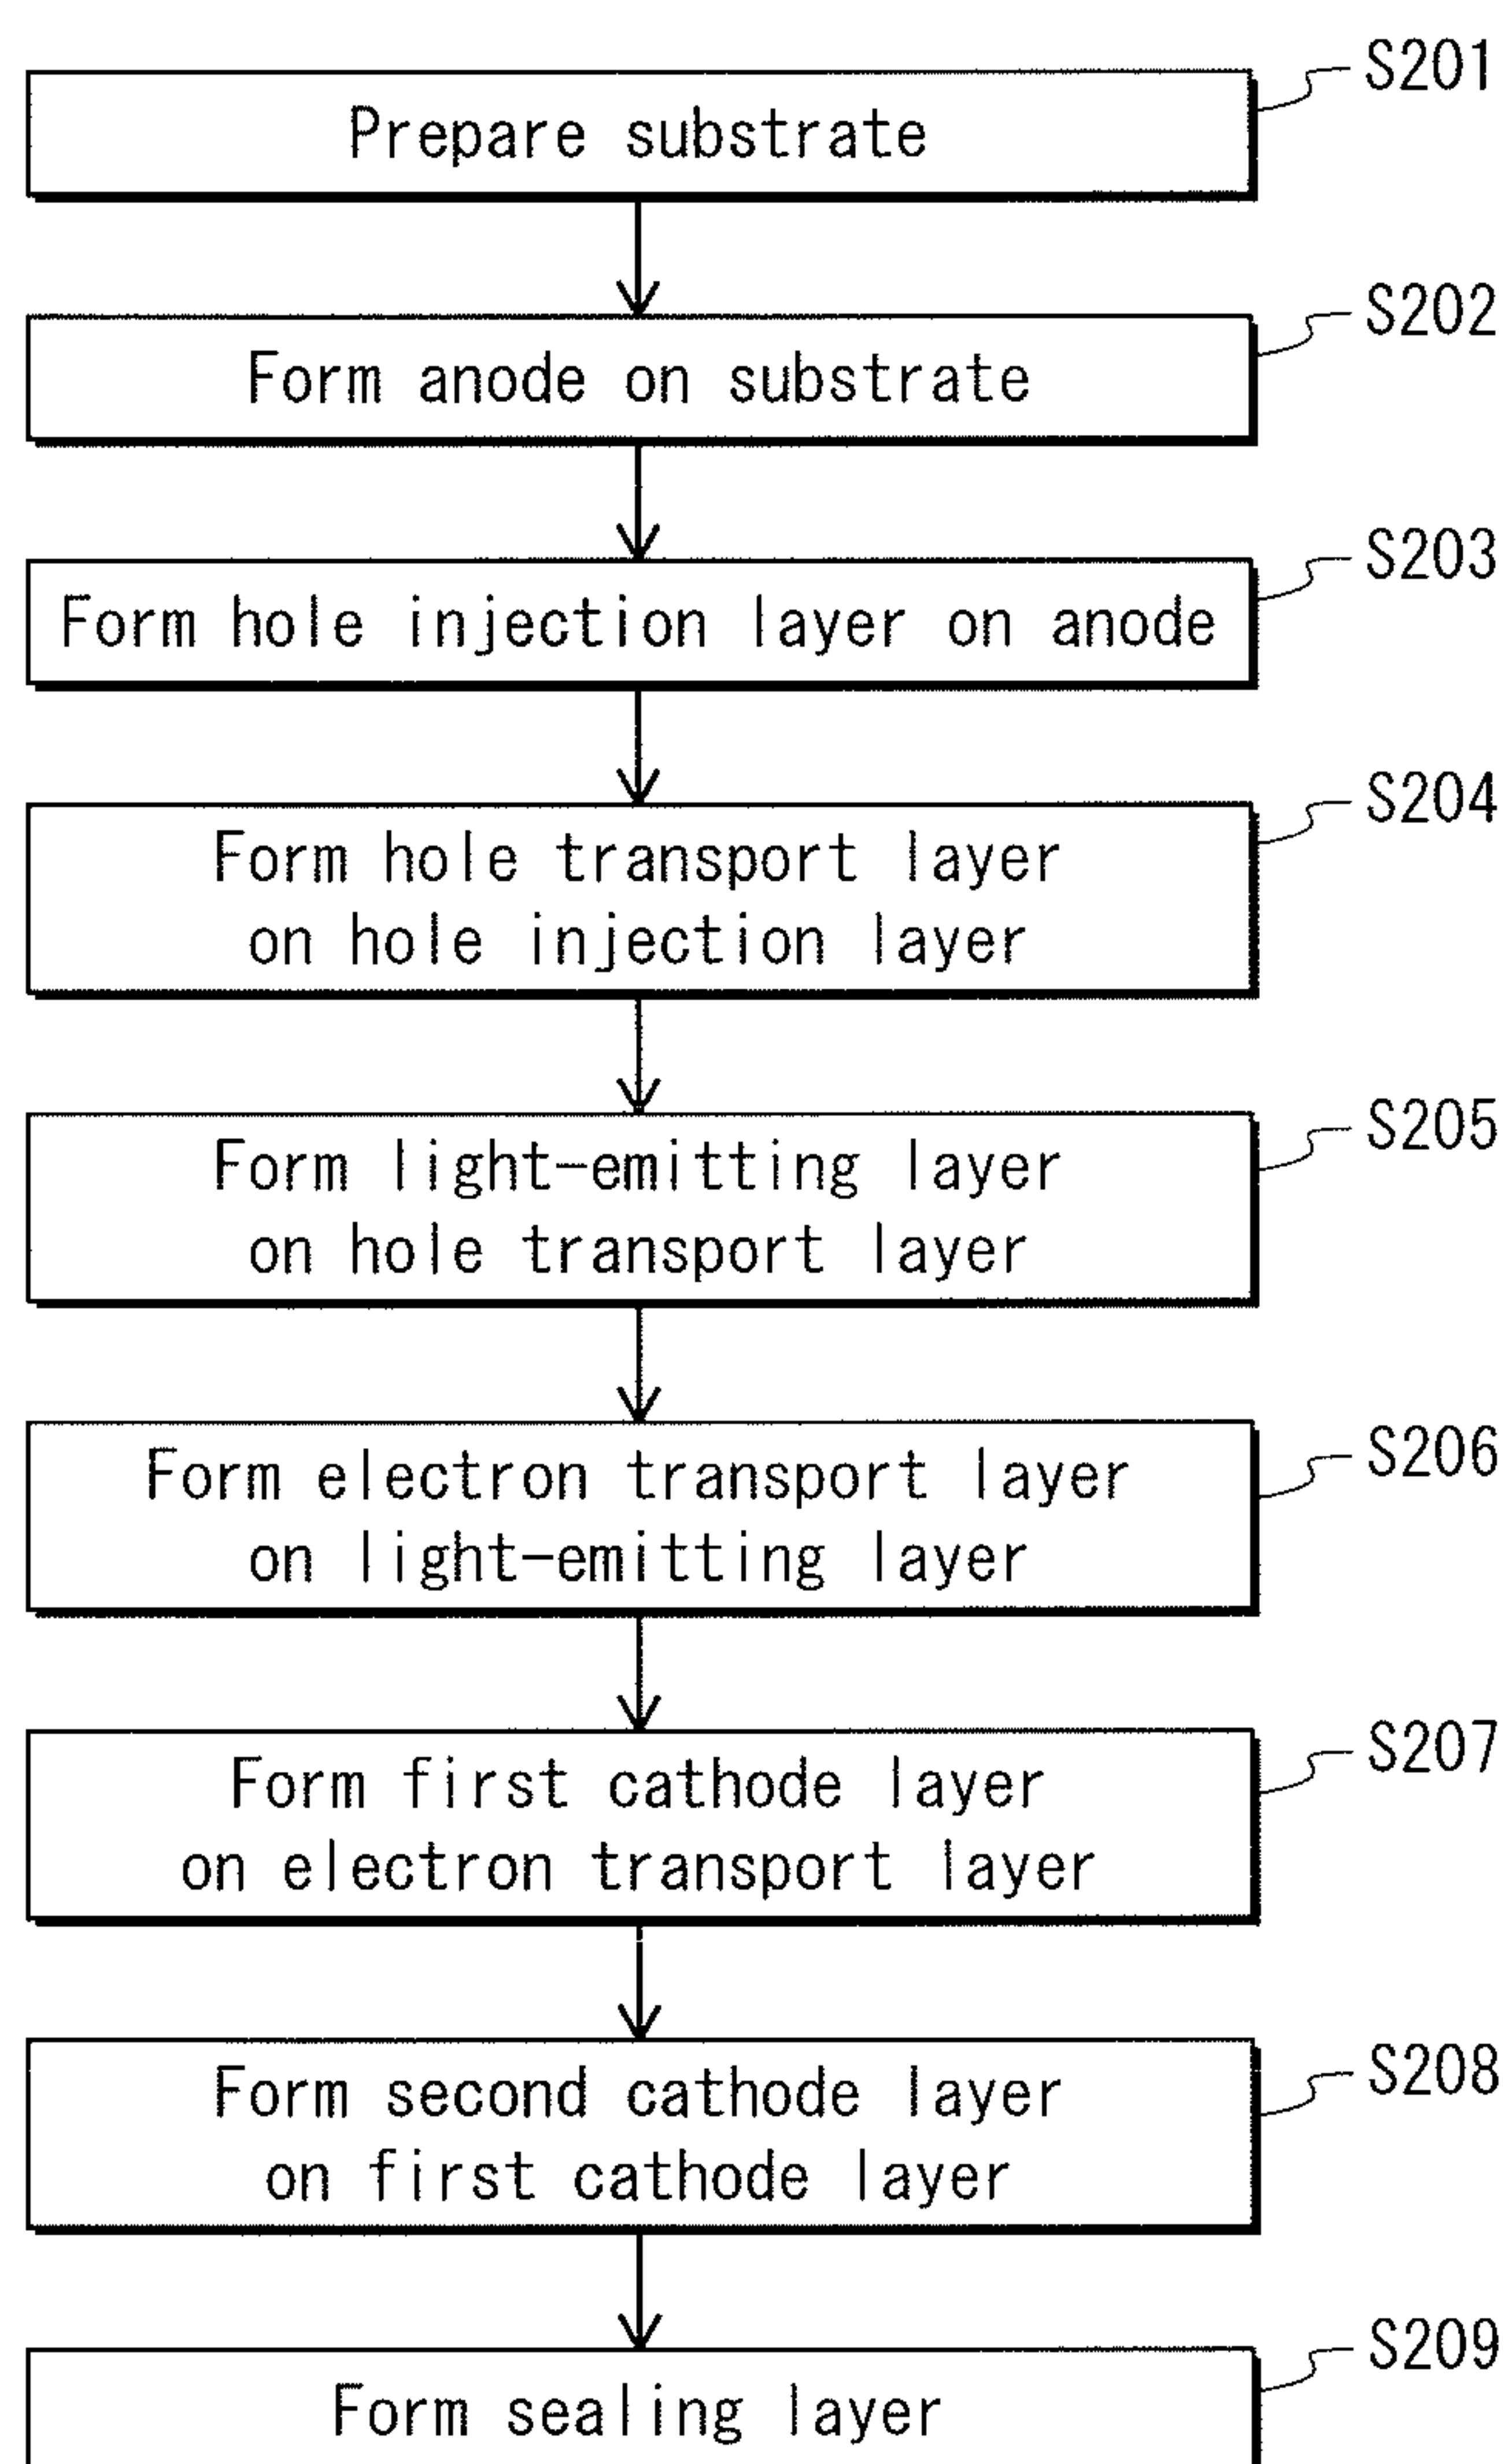 S201
Prepare substrate
S202
Form anode on substrate
S203
Form hole injection layer on anode
S204
Form hole transport layer
on hole injection layer
S205
Form light-emitting layer
on hole transport layer
S206
Form electron transport layer
on light-emitting layer
S207
Form first cathode layer
on electron transport layer
S208
Form second cathode layer
on first cathode layer
S209
Form sealing layer